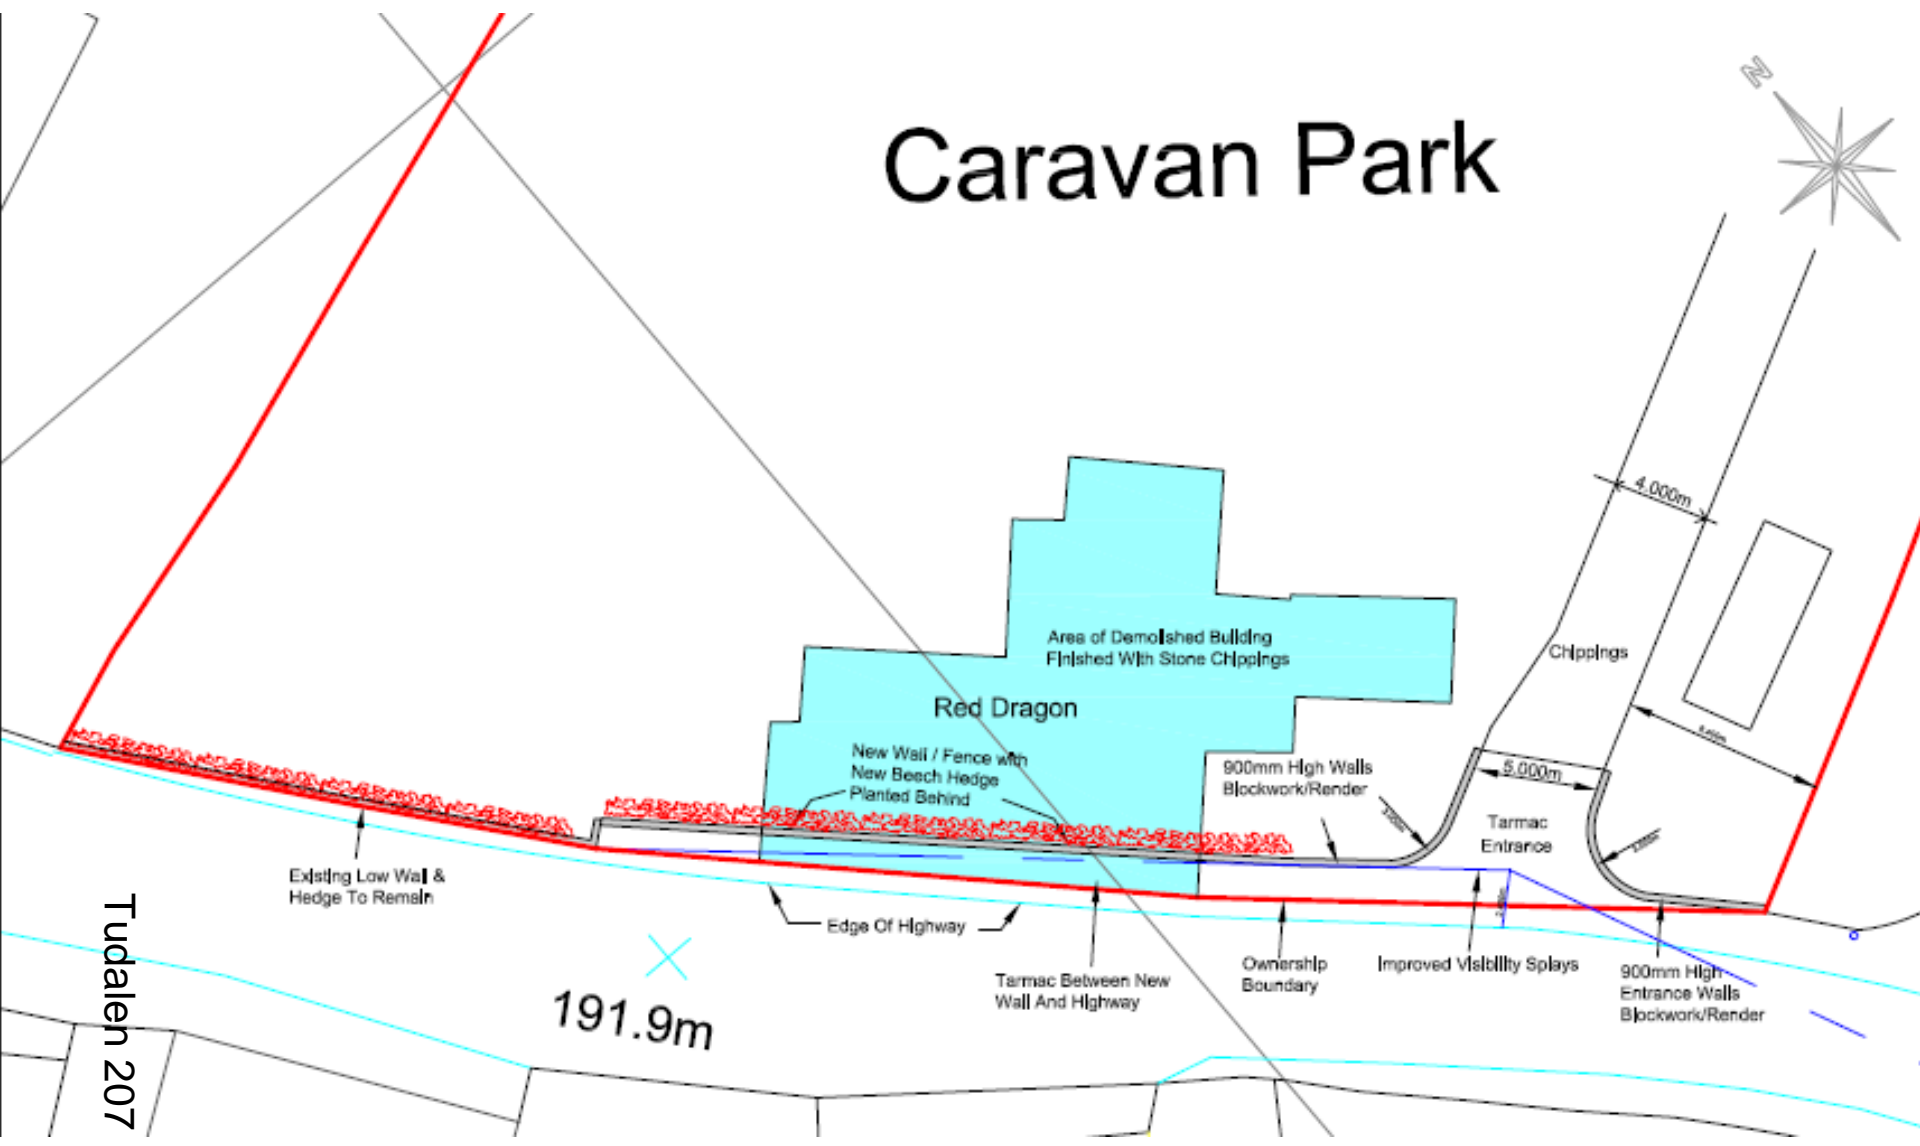 N
Caravan Park
4.000m
Area of Demolished Building
Finished With Stone Chippings
Chippings
Red Dragon
New Wall / Fence with
New Beech Hedge
Planted Behind
900mm High Walls
Blockwork/Render
5.000m
Tarmac
Entrance
Existing Low Wall &
Hedge To Remain
Edge Of Highway
Tarmac Between New
Wall And Highway
Ownership
Boundary
Improved Visibility Splays
900mm High
Entrance Walls
Blockwork/Render
191.9m
Tudalen 207